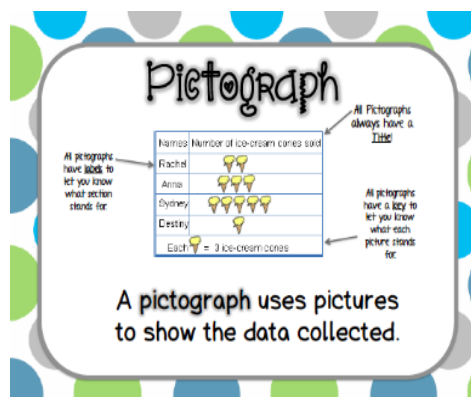 Pictograph
All Pictographs
always have a
Title!
Names Number of ice-cream cones sold
Rachel
Anna
Sydney
Destiny
Each = 3 ice-cream cones
All pictographs
have labels to
let you know
what section
stands for.
All pictographs
have a key to
let you know
what each
picture stands
for.
A pictograph uses pictures
to show the data collected.